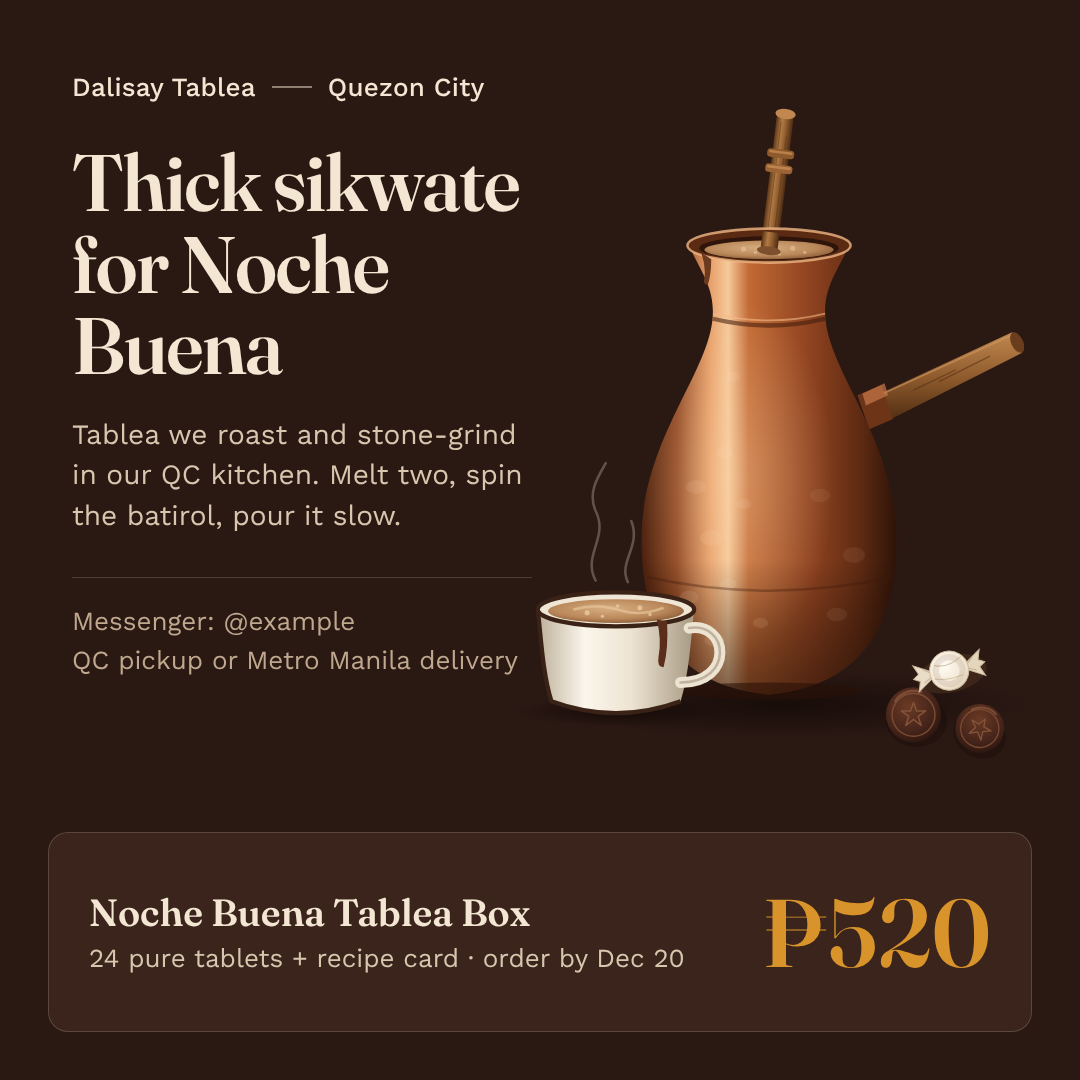 Dalisay Tablea — Quezon City
Thick sikwate
for Noche
Buena
Tablea we roast and stone-grind
in our QC kitchen. Melt two, spin
the batirol, pour it slow.
Messenger: @example
QC pickup or Metro Manila delivery
Noche Buena Tablea Box
24 pure tablets + recipe card · order by Dec 20
₱520